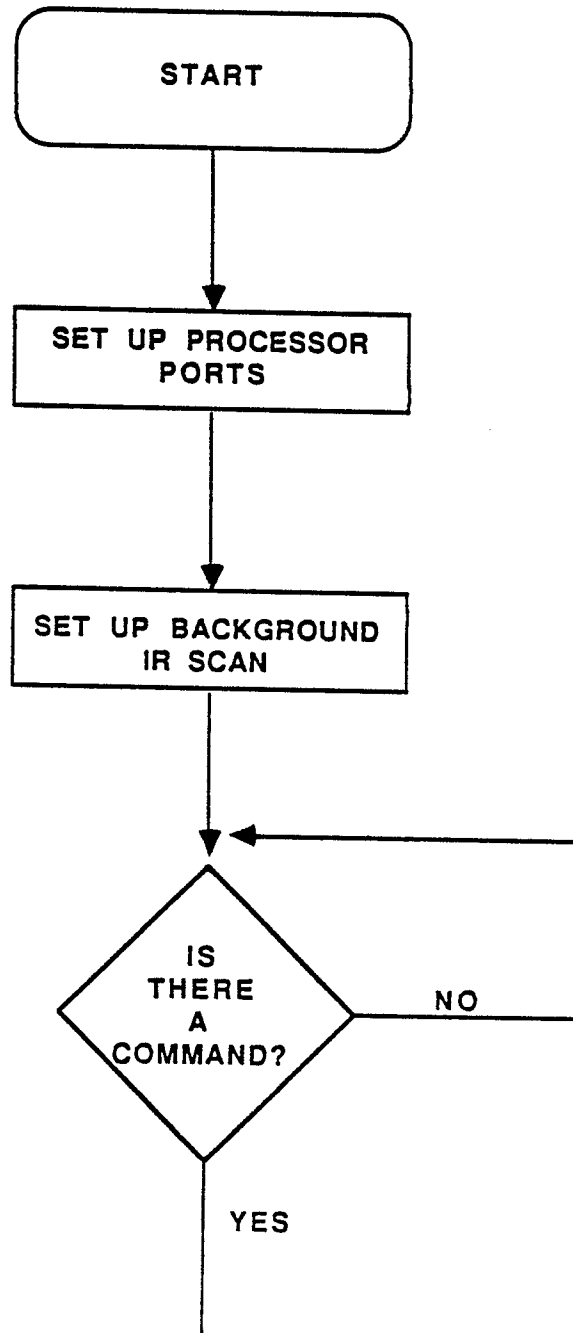 START
SET UP PROCESSOR
PORTS
SET UP BACKGROUND
IR SCAN
IS
THERE
A
COMMAND?
NO
YES